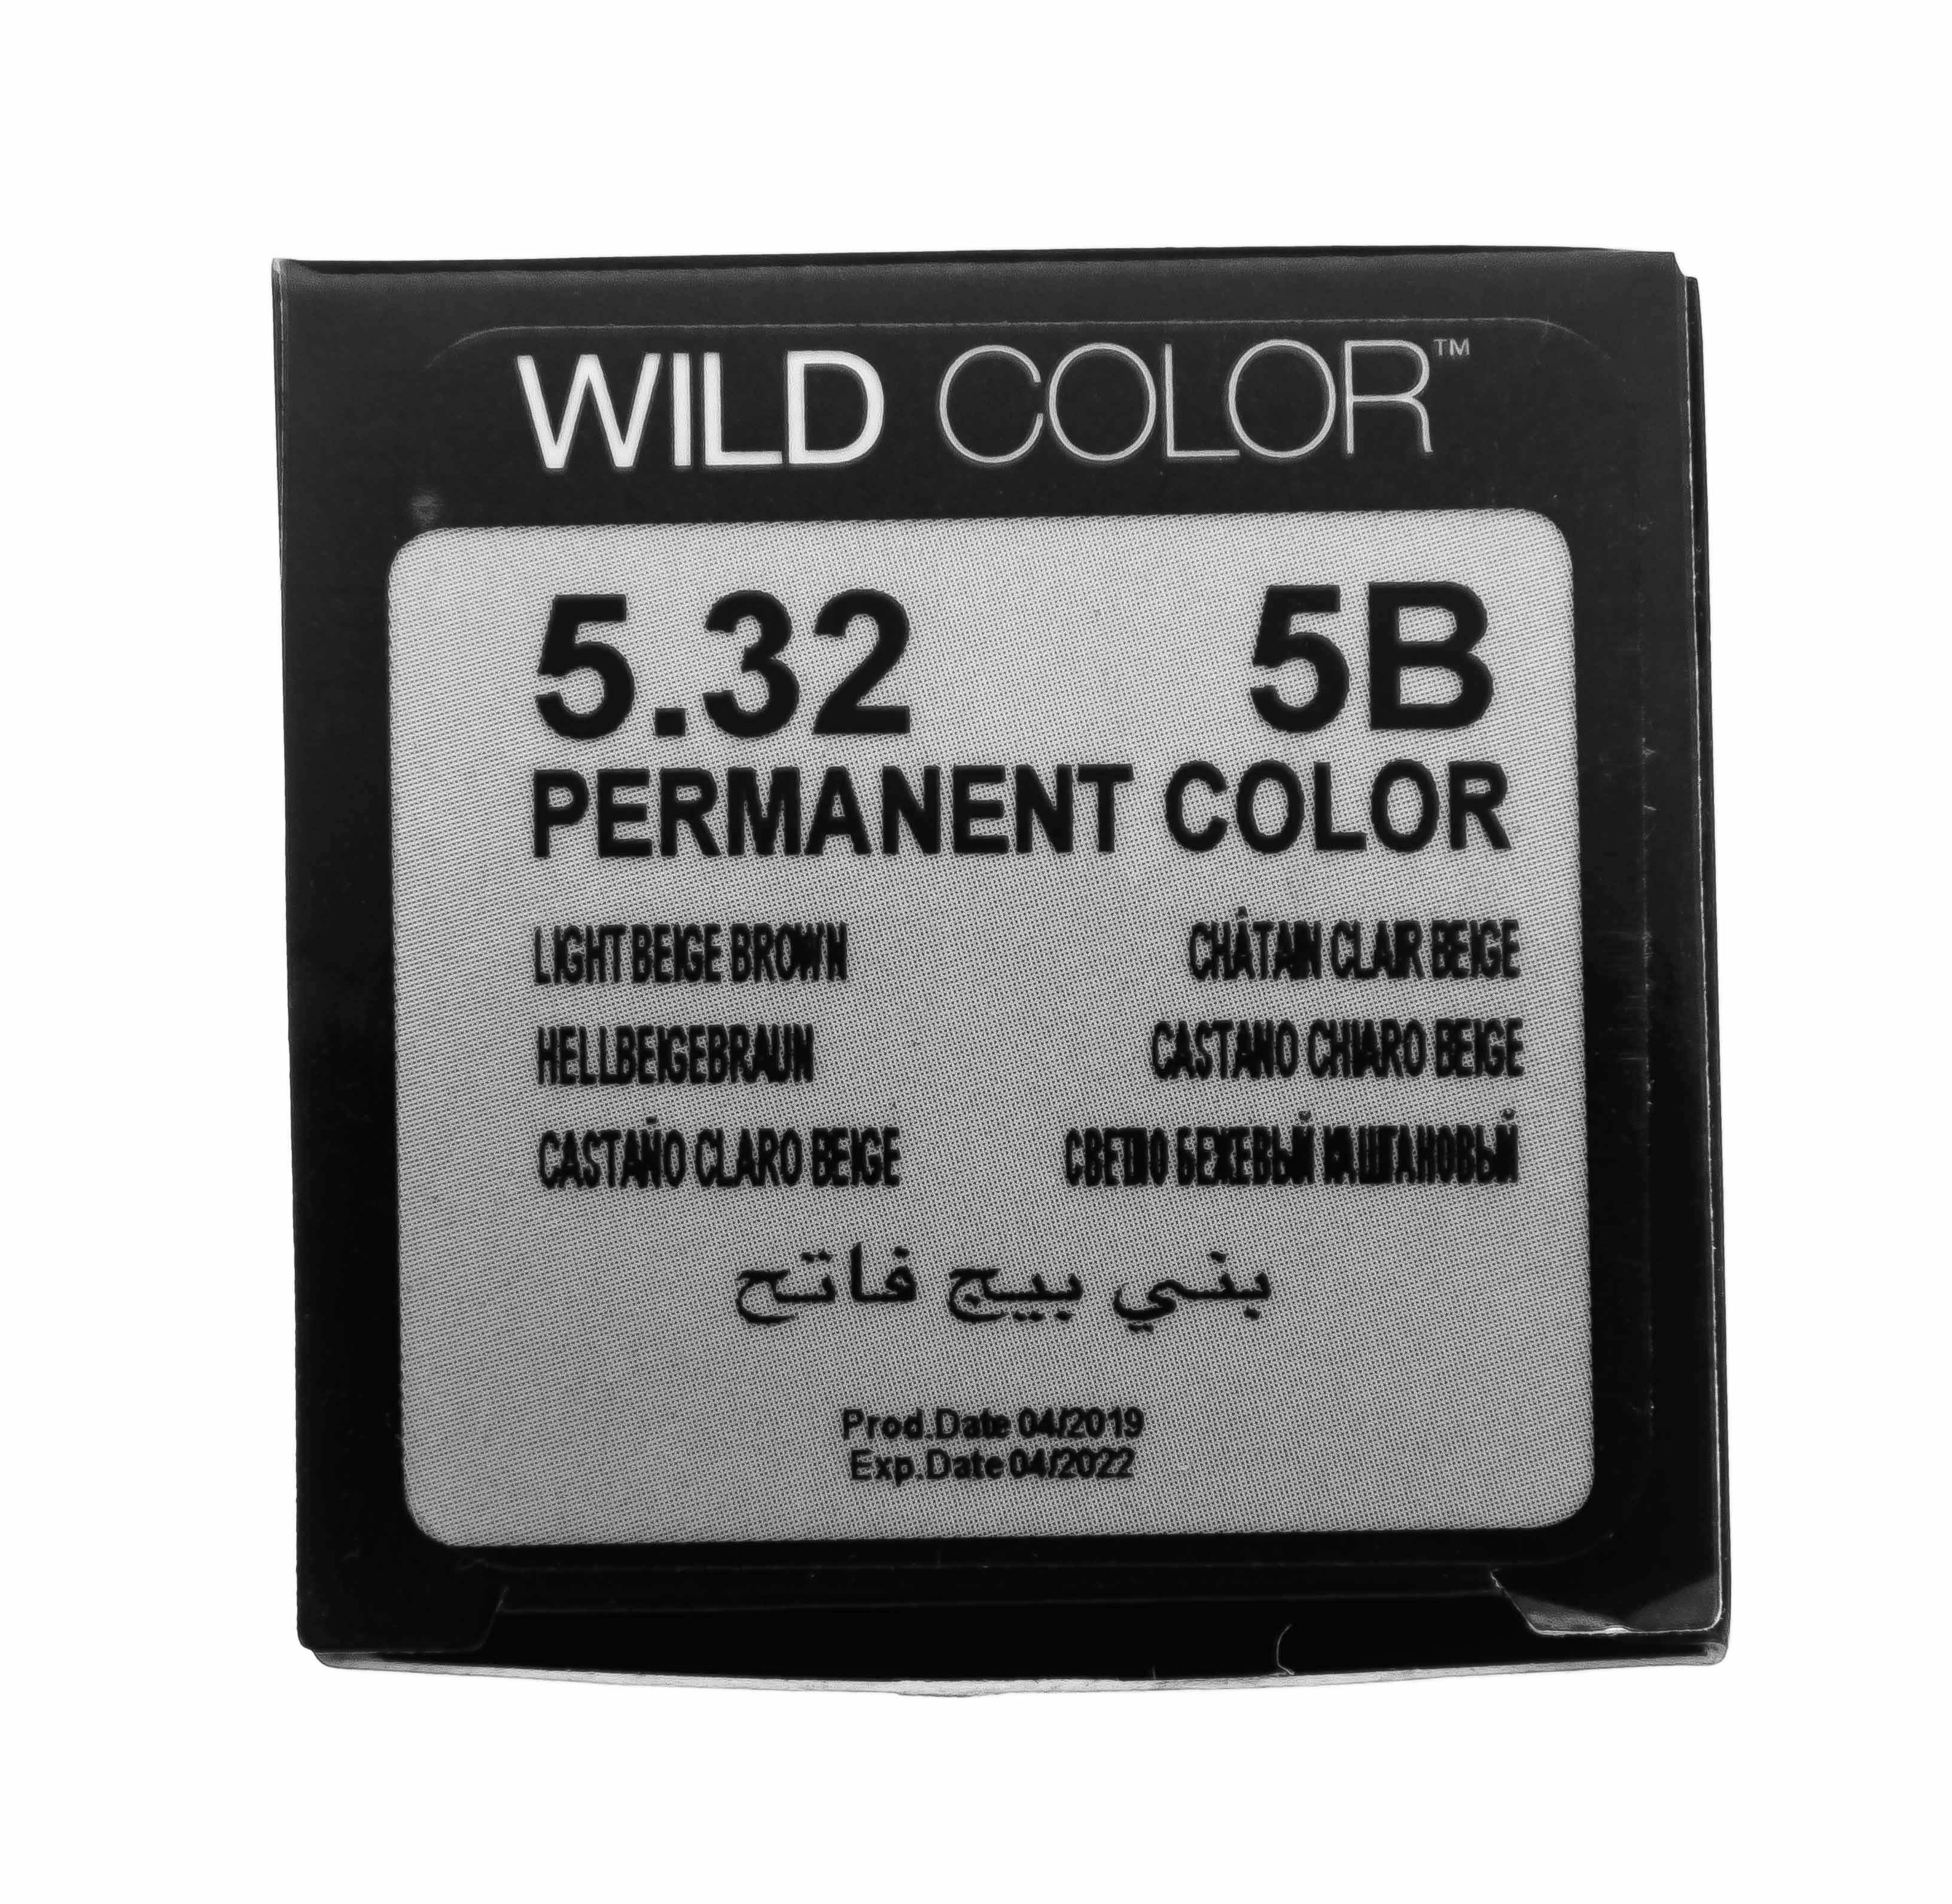 WILD COLOR™
5.32 5B
PERMANENT COLOR
LIGHT BEIGE BROWN CHÂTAIN CLAIR BEIGE
HELLBEIGEBRAUN CASTANO CHIARO BEIGE
CASTAÑO CLARO BEIGE СВЕТЛО БЕЖЕВЫЙ КАШТАНОВЫЙ
بني بيج فاتح
Prod.Date 04/2019
Exp.Date 04/2022